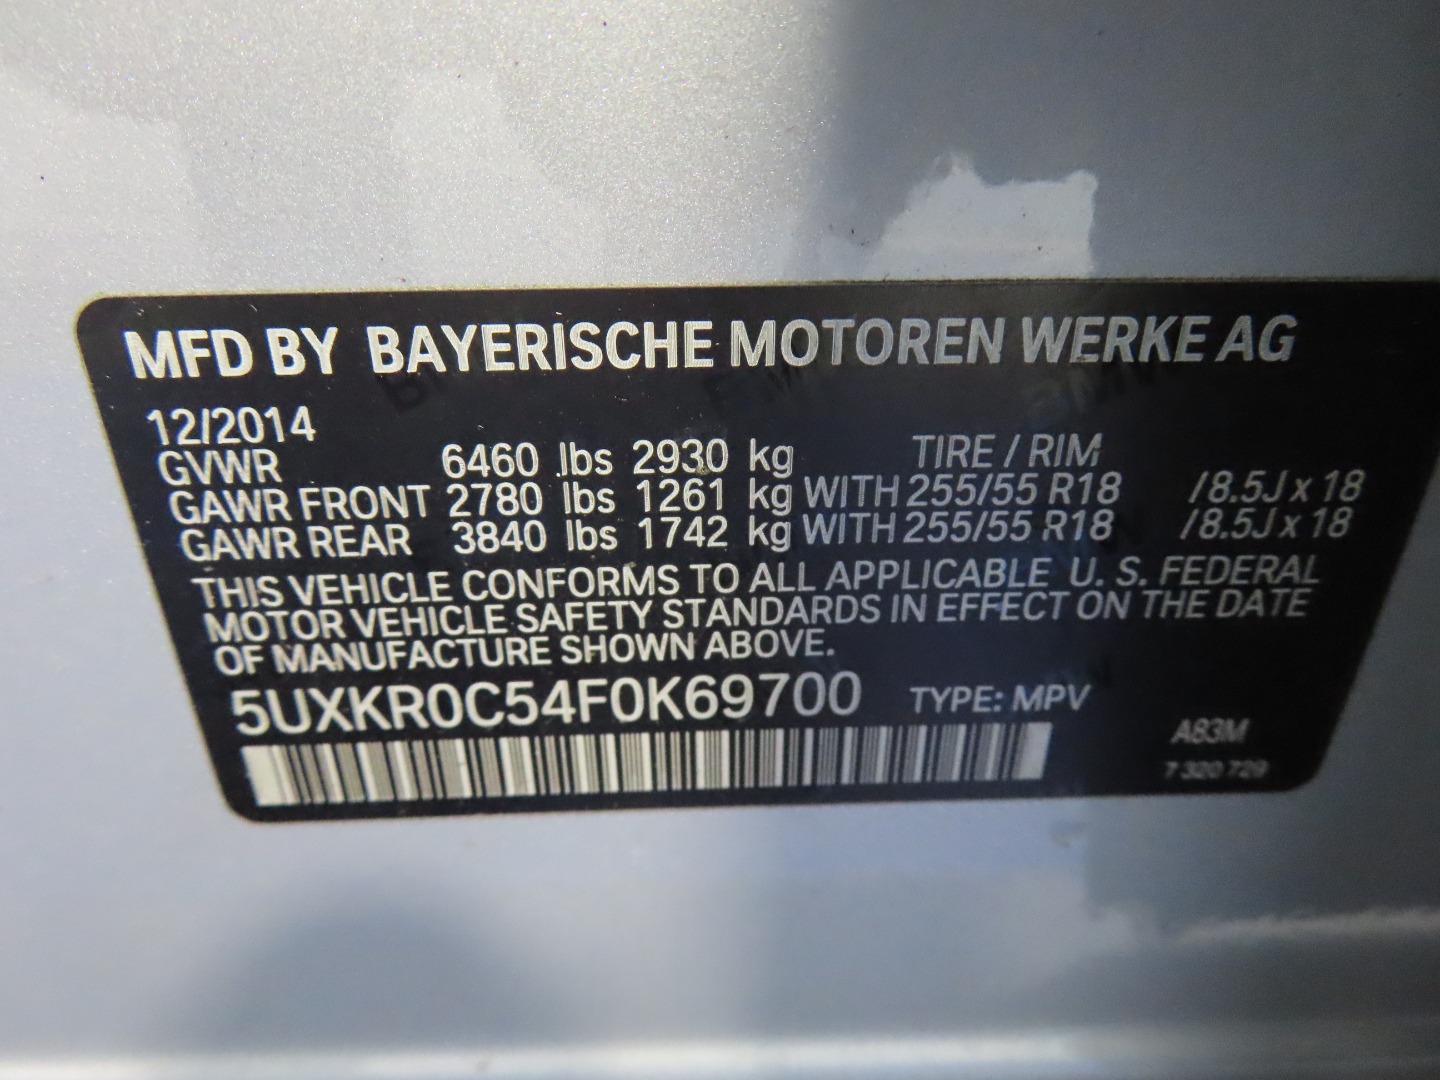 MFD BY BAYERISCHE MOTOREN WERKE AG
12/2014
GVWR 6460 lbs 2930 kg TIRE / RIM
GAWR FRONT 2780 lbs 1261 kg WITH 255/55 R18 /8.5J x 18
GAWR REAR 3840 lbs 1742 kg WITH 255/55 R18 /8.5J x 18
THIS VEHICLE CONFORMS TO ALL APPLICABLE U. S. FEDERAL
MOTOR VEHICLE SAFETY STANDARDS IN EFFECT ON THE DATE
OF MANUFACTURE SHOWN ABOVE.
5UXKR0C54F0K69700 TYPE: MPV
A83M
7 320 729